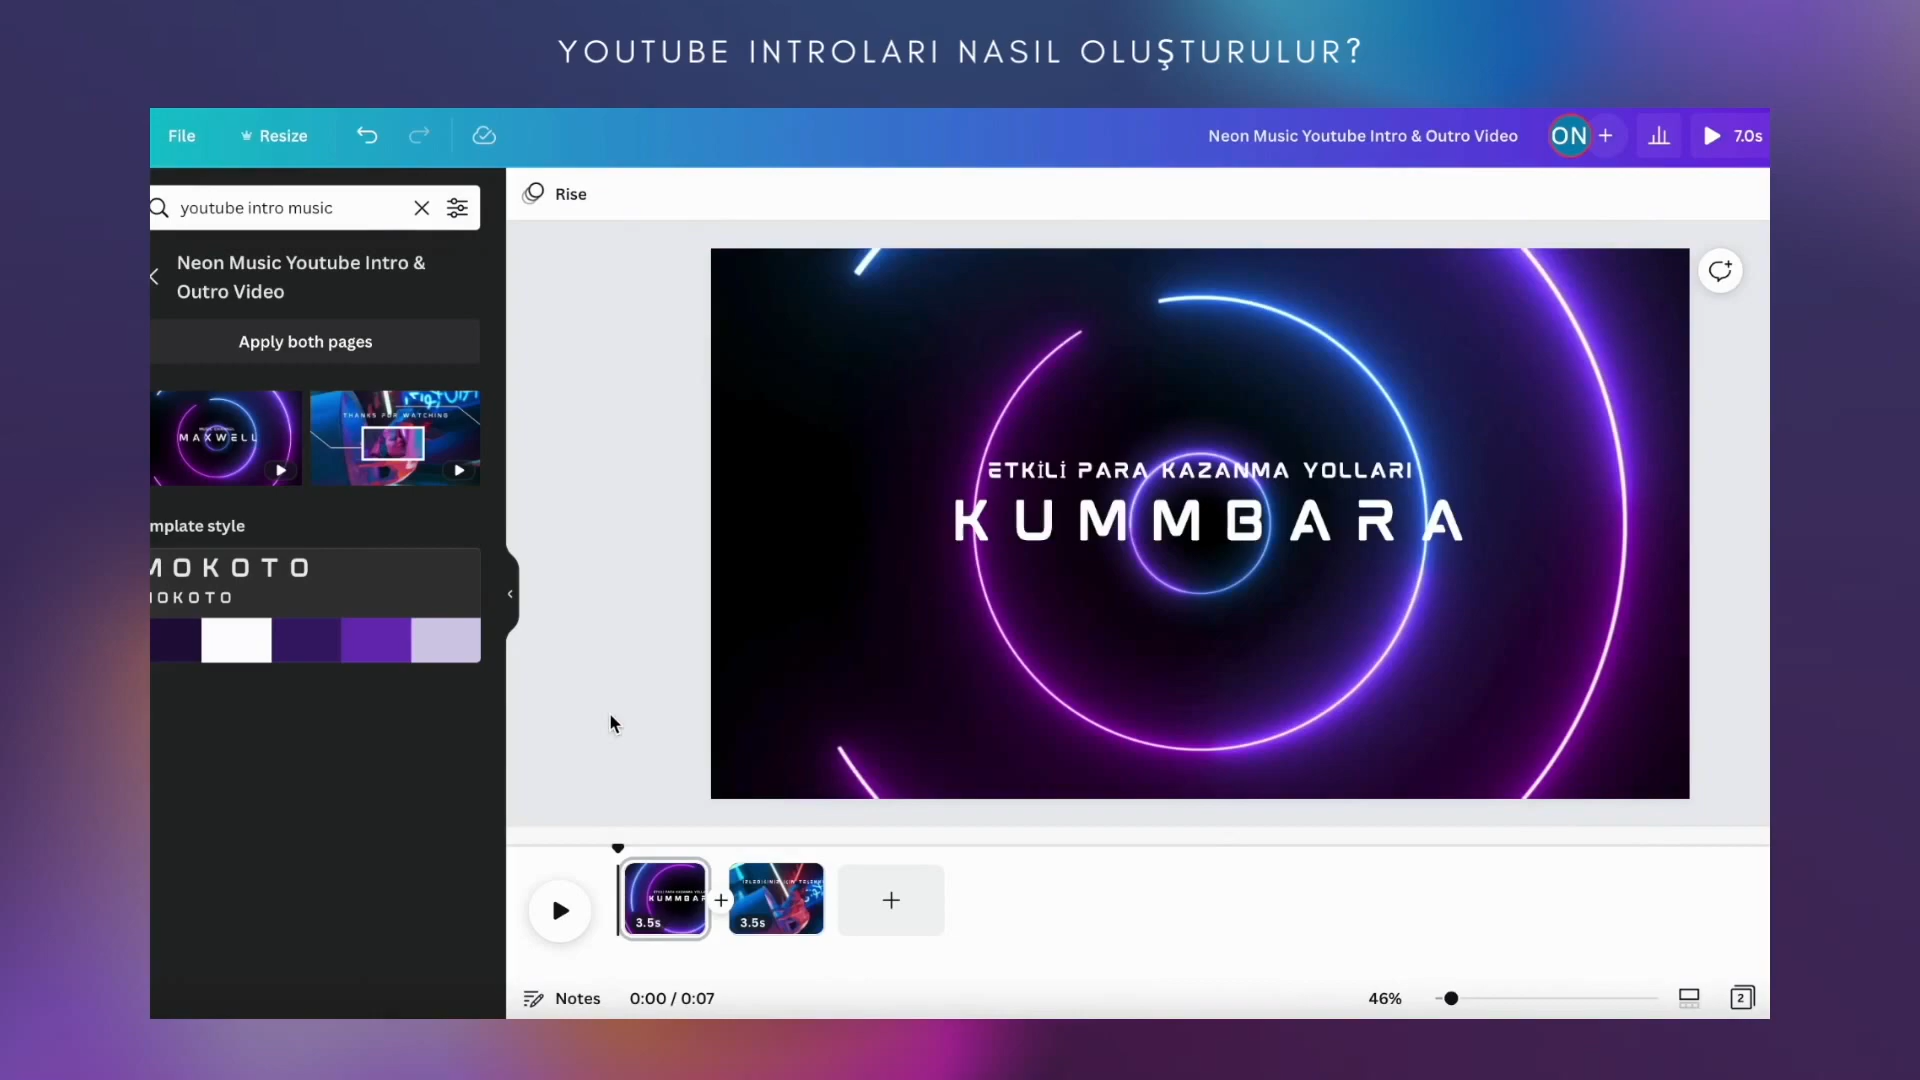 YOUTUBE INTROLARI NASIL OLUŞTURULUR?
File
Resize
Neon Music Youtube Intro & Outro Video
ON
7.0s
youtube intro music
Rise
Neon Music Youtube Intro &
Outro Video
Apply both pages
MAXWELL
THANKS FOR WATCHING
mplate style
MOKOTO
MOKOTO
ETKİLİ PARA KAZANMA YOLLARI
KUMMBARA
KUMMBAR
3.5s
3.5s
Notes
0:00 / 0:07
46%
2